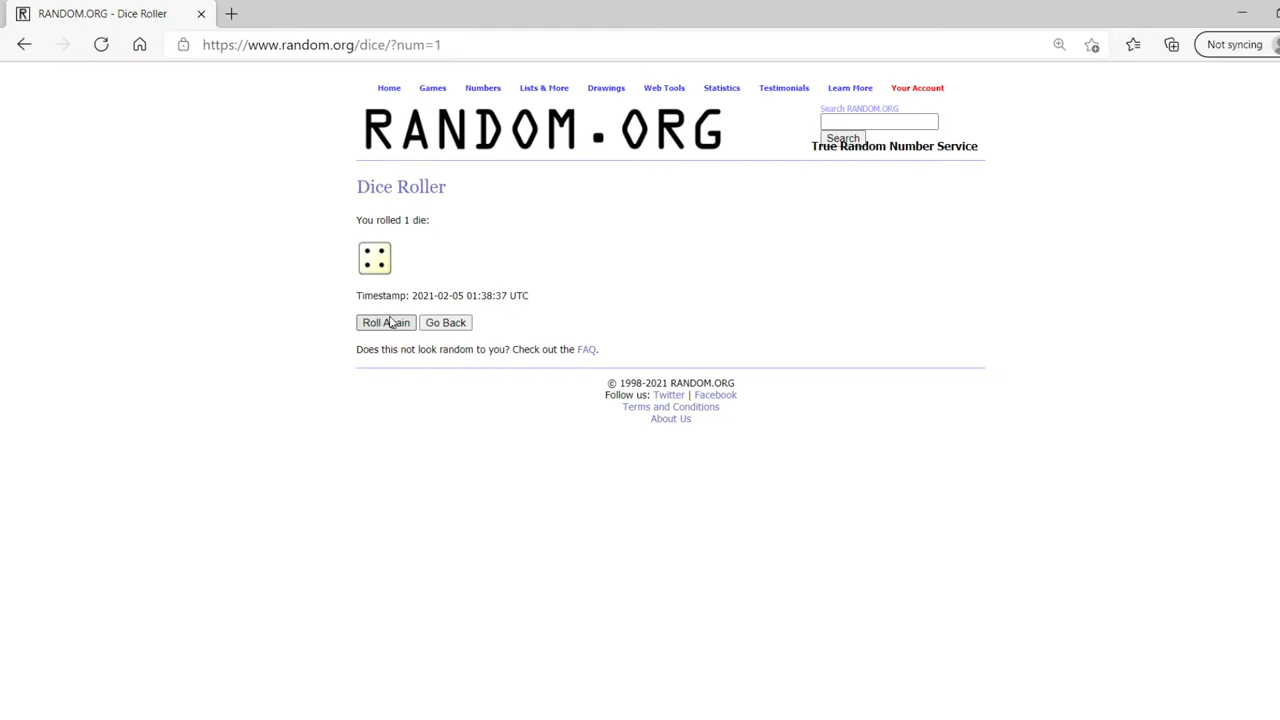 RANDOM.ORG - Dice Roller
https://www.random.org/dice/?num=1
Not syncing
Home Games Numbers Lists & More Drawings Web Tools Statistics Testimonials Learn More Your Account
RANDOM.ORG
Search RANDOM.ORG
Search
True Random Number Service
Dice Roller
You rolled 1 die:
Timestamp: 2021-02-05 01:38:37 UTC
Roll Again Go Back
Does this not look random to you? Check out the FAQ.
© 1998-2021 RANDOM.ORG
Follow us: Twitter | Facebook
Terms and Conditions
About Us